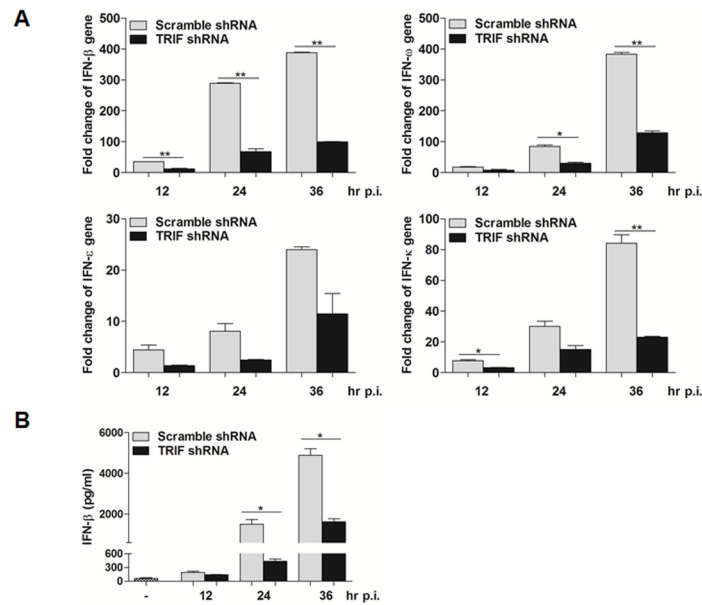 A
Fold change of IFN-β gene
500
400
300
200
100
0
Scramble shRNA
TRIF shRNA
**
**
**
12 24 36 hr p.i.
Fold change of IFN-ω gene
500
400
300
200
100
0
Scramble shRNA
TRIF shRNA
*
**
12 24 36 hr p.i.
Fold change of IFN-ε gene
30
20
10
0
Scramble shRNA
TRIF shRNA
12 24 36 hr p.i.
Fold change of IFN-κ gene
100
80
60
40
20
0
Scramble shRNA
TRIF shRNA
*
**
12 24 36 hr p.i.
B
IFN-β (pg/ml)
6000
4000
2000
600
300
0
Scramble shRNA
TRIF shRNA
*
*
- 12 24 36 hr p.i.